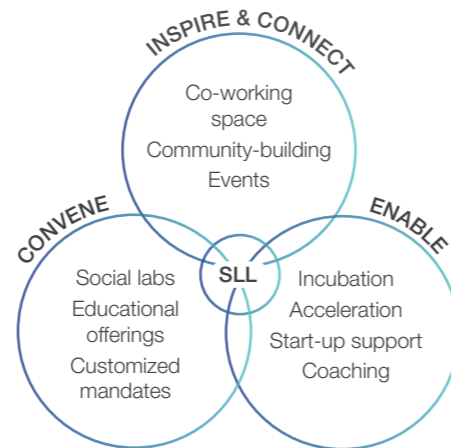 INSPIRE & CONNECT
Co-working
space
Community-building
Events
CONVENE
Social labs
Educational
offerings
Customized
mandates
SLL
ENABLE
Incubation
Acceleration
Start-up support
Coaching